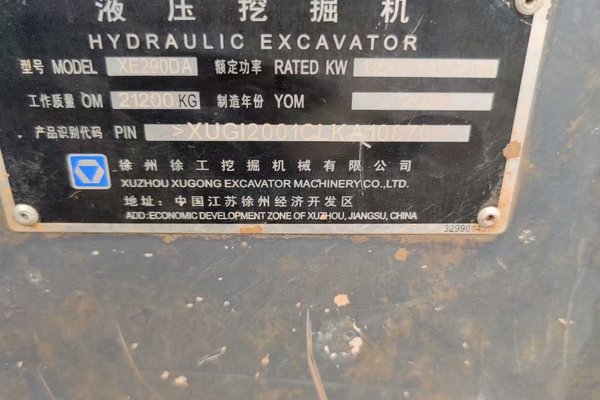 液压挖掘机
HYDRAULIC EXCAVATOR
型号 MODEL XE290DA 额定功率 RATED KW
工作质量 OM 21200 KG 制造年份 YOM
产品识别代码 PIN
徐州徐工挖掘机械有限公司
XUZHOU XUGONG EXCAVATOR MACHINERY CO.,LTD.
地址: 中国江苏徐州经济开发区
ADD:ECONOMIC DEVELOPMENT ZONE OF XUZHOU, JIANGSU, CHINA